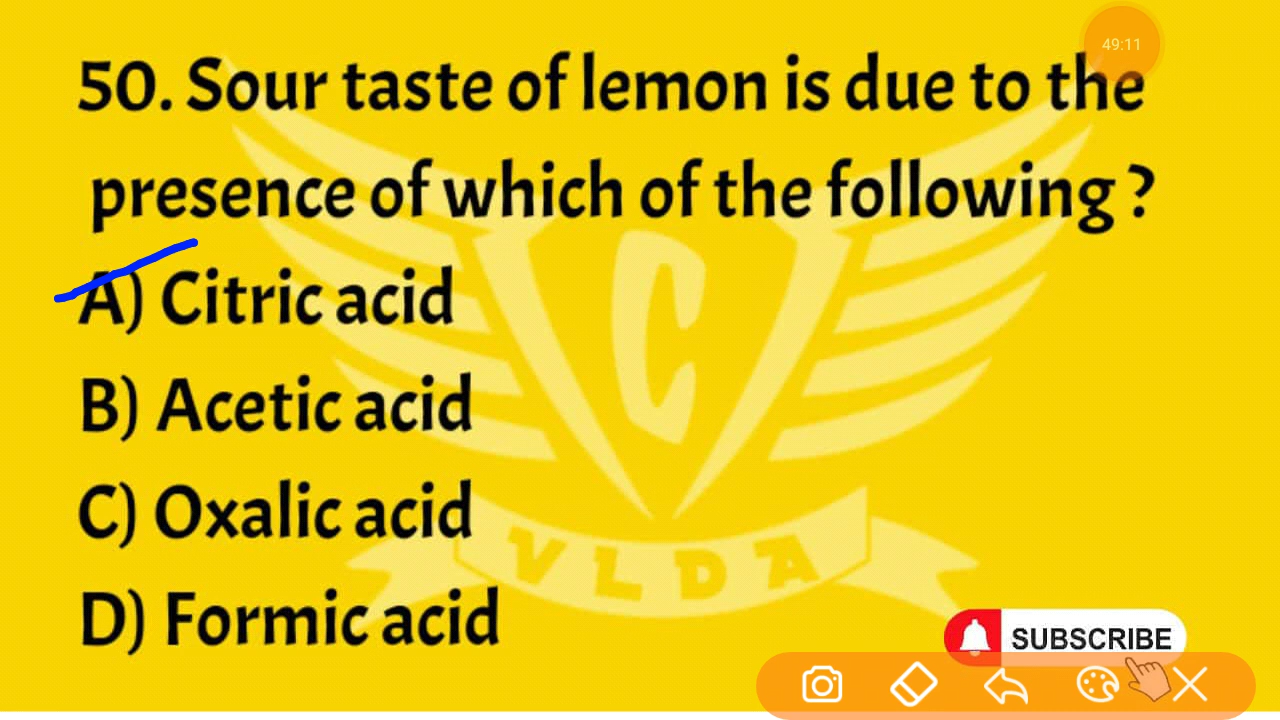 49:11
50. Sour taste of lemon is due to the
presence of which of the following ?
A) Citric acid
B) Acetic acid
C) Oxalic acid
D) Formic acid
C
VLDA
SUBSCRIBE